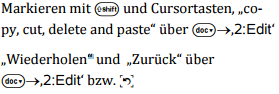 Markieren mit ⇧shift und Cursortasten, „co-
py, cut, delete and paste“ über doc▾→‚2:Edit‘
„Wiederholen“ und „Zurück“ über
doc▾→‚2:Edit‘ bzw.